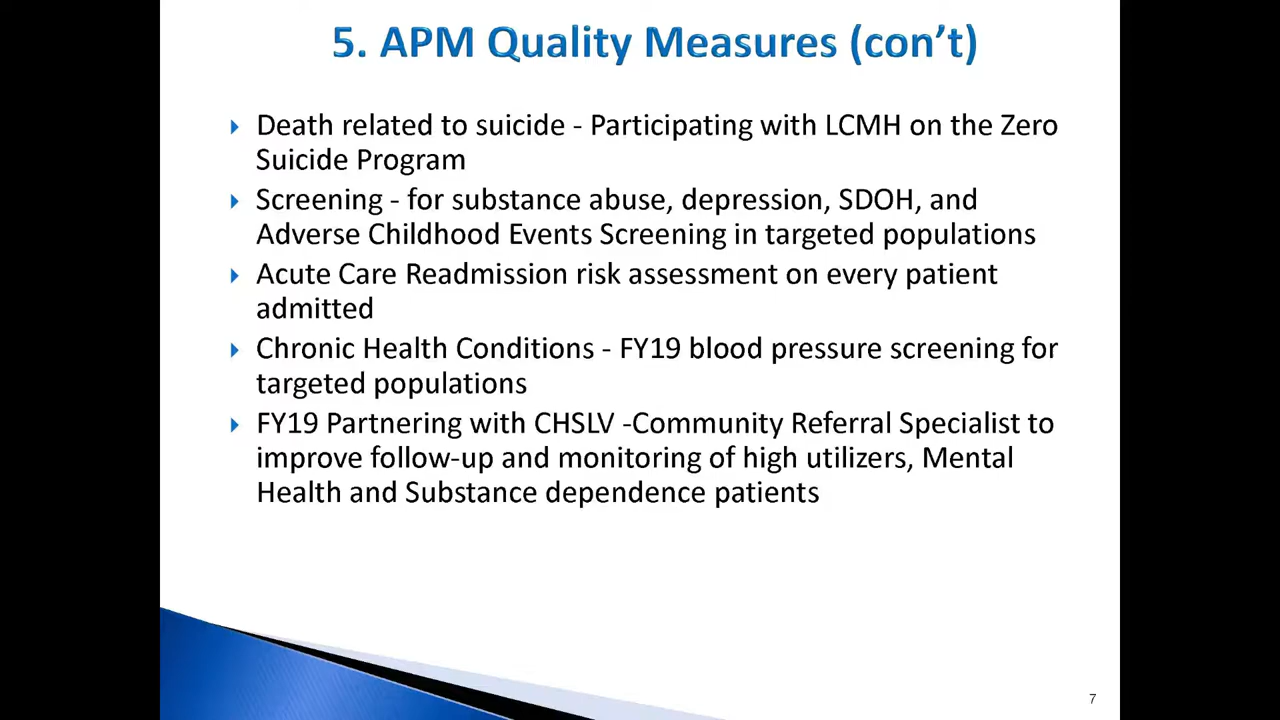 5. APM Quality Measures (con’t)
Death related to suicide - Participating with LCMH on the Zero
Suicide Program
Screening - for substance abuse, depression, SDOH, and
Adverse Childhood Events Screening in targeted populations
Acute Care Readmission risk assessment on every patient
admitted
Chronic Health Conditions - FY19 blood pressure screening for
targeted populations
FY19 Partnering with CHSLV -Community Referral Specialist to
improve follow-up and monitoring of high utilizers, Mental
Health and Substance dependence patients
7